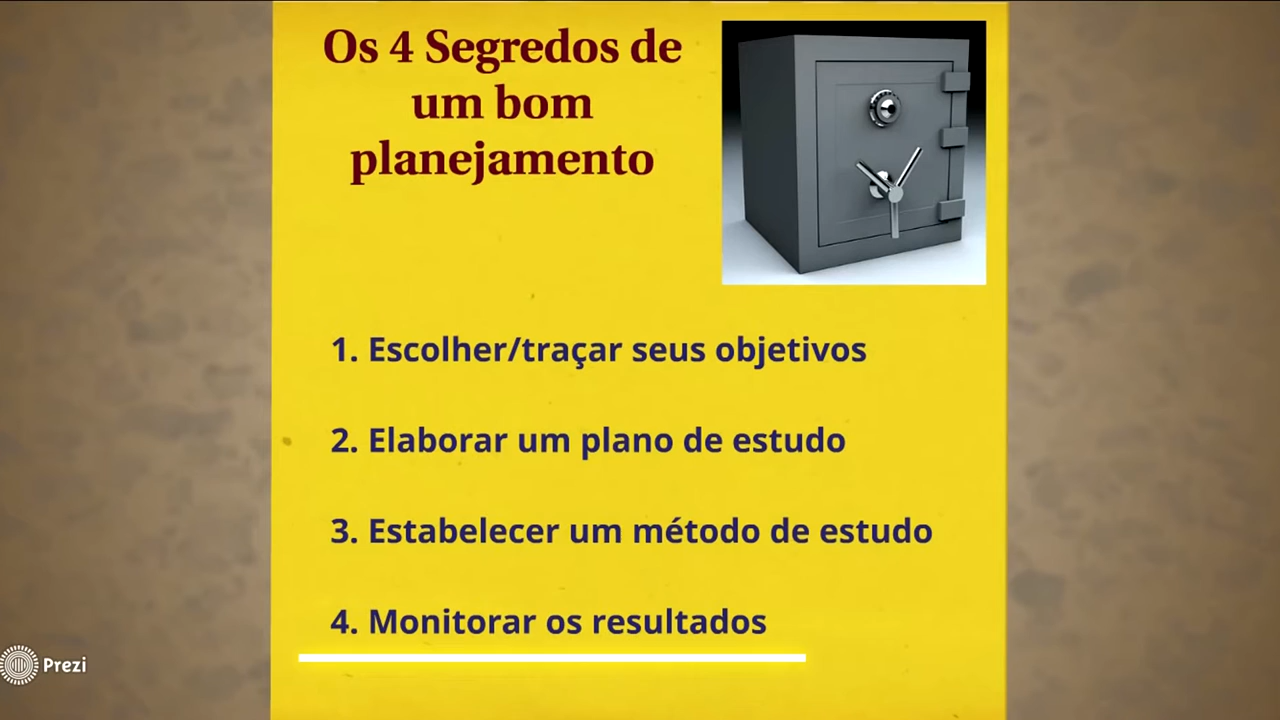 Os 4 Segredos de
um bom
planejamento
1. Escolher/traçar seus objetivos
2. Elaborar um plano de estudo
3. Estabelecer um método de estudo
4. Monitorar os resultados
Prezi